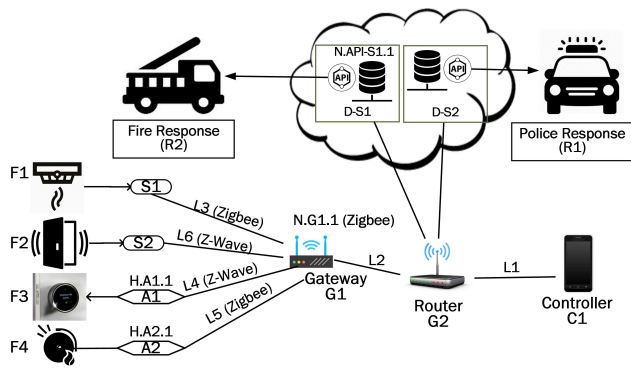 N.API-S1.1
API
API
D-S1
D-S2
Fire Response
(R2)
Police Response
(R1)
F1
S1
L3 (Zigbee)
N.G1.1 (Zigbee)
F2
S2
L6 (Z-Wave)
L2
L1
Gateway
G1
F3
H.A1.1
A1
L4 (Z-Wave)
Router
G2
Controller
C1
L5 (Zigbee)
F4
H.A2.1
A2